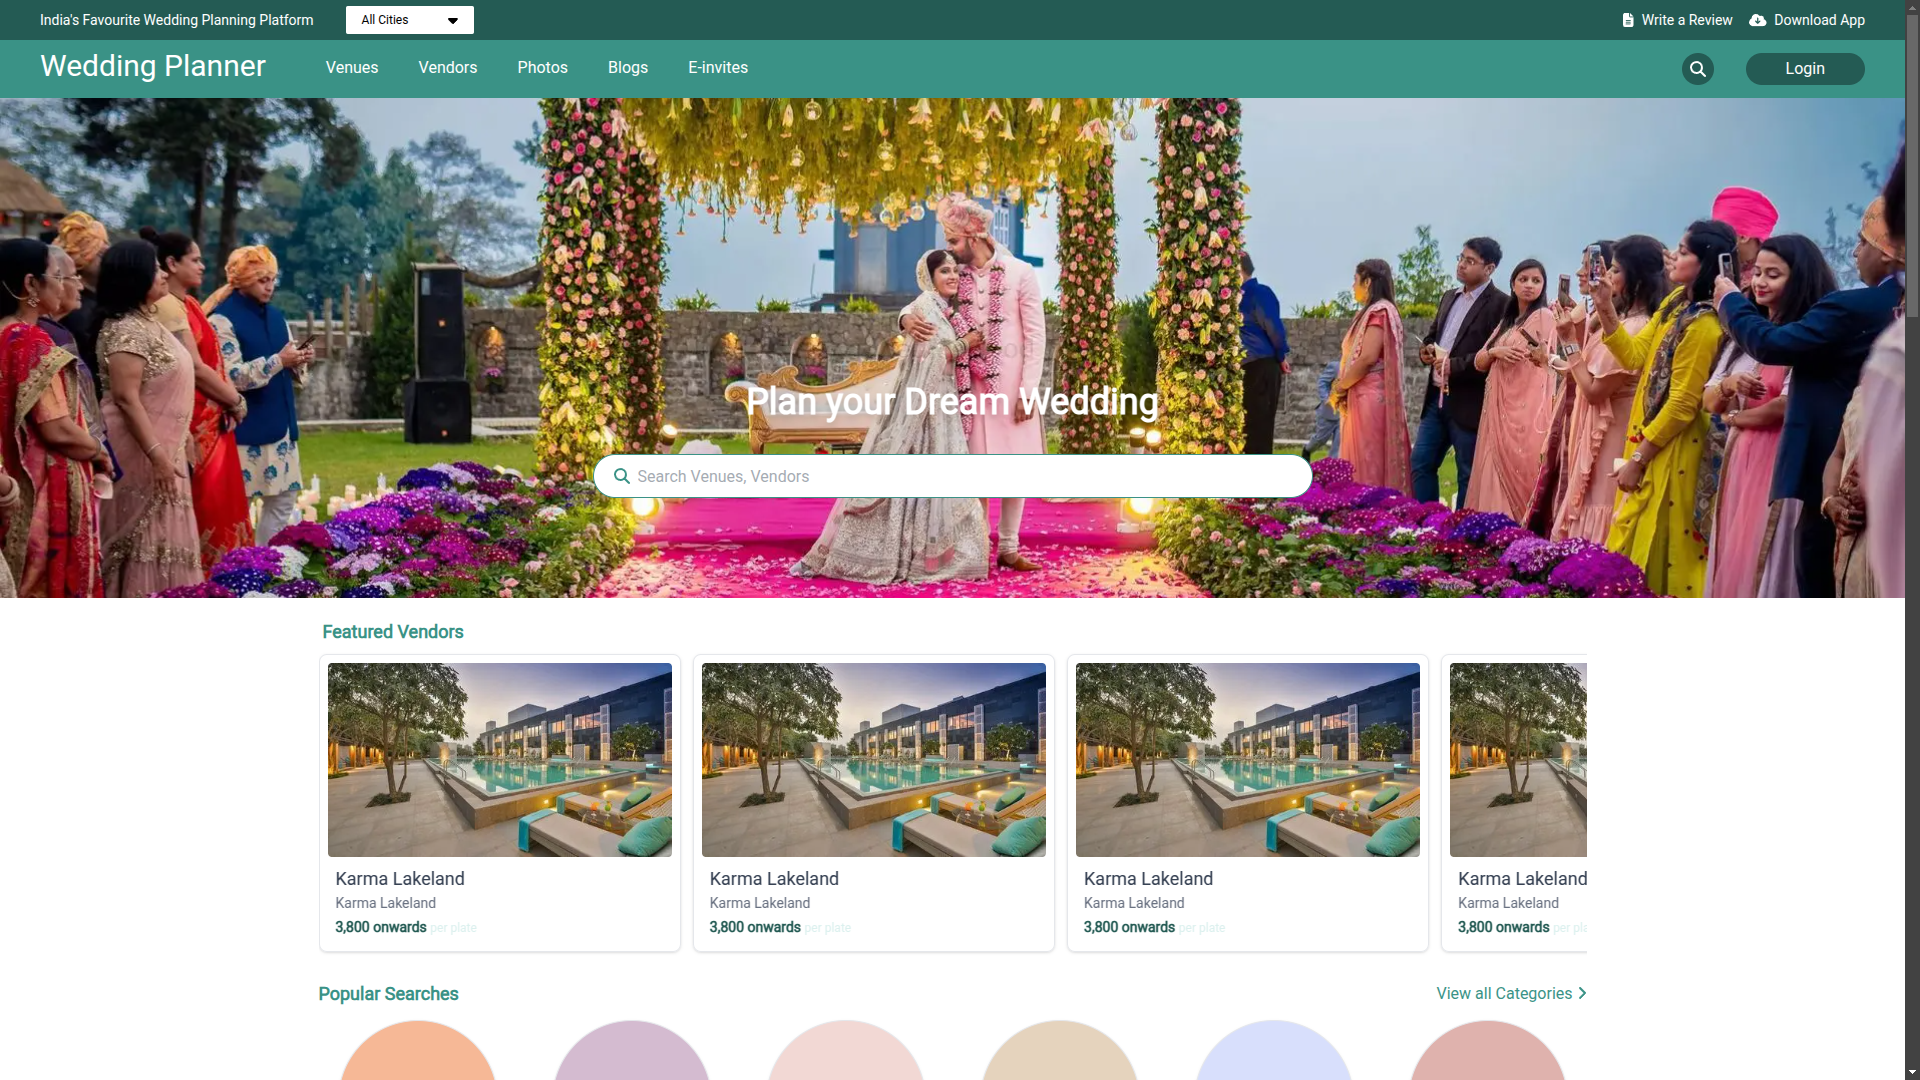 India's Favourite Wedding Planning Platform
All Cities
Write a Review
Download App
Wedding Planner
Venues
Vendors
Photos
Blogs
E-invites
Login
Plan your Dream Wedding
Search Venues, Vendors
Featured Vendors
Karma Lakeland
Karma Lakeland
3,800 onwards per plate
Karma Lakeland
Karma Lakeland
3,800 onwards per plate
Karma Lakeland
Karma Lakeland
3,800 onwards per plate
Karma Lakeland
Karma Lakeland
3,800 onwards per pla
Popular Searches
View all Categories